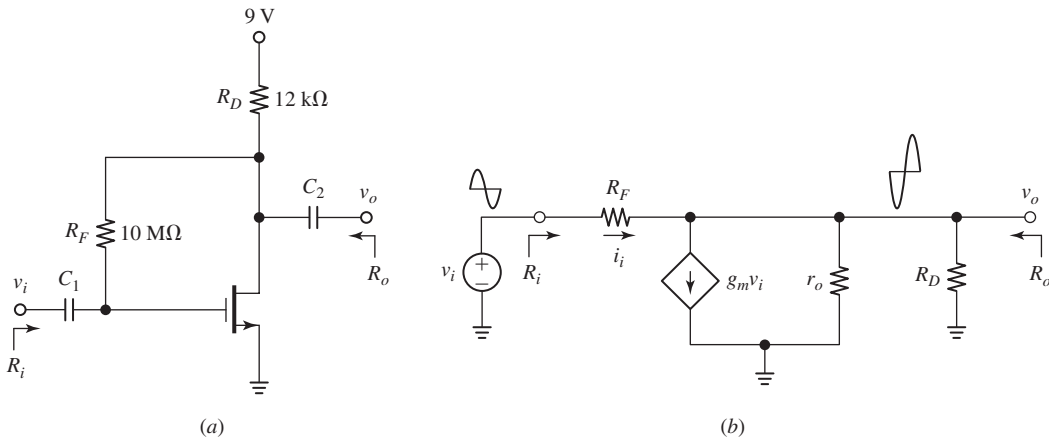 9 V
R_D 12 kΩ
C_2
v_o
R_F 10 MΩ
R_o
v_i
C_1
R_i
(a)
R_F
v_o
i_i
R_i
v_i
+
−
g_m v_i
r_o
R_D
R_o
(b)